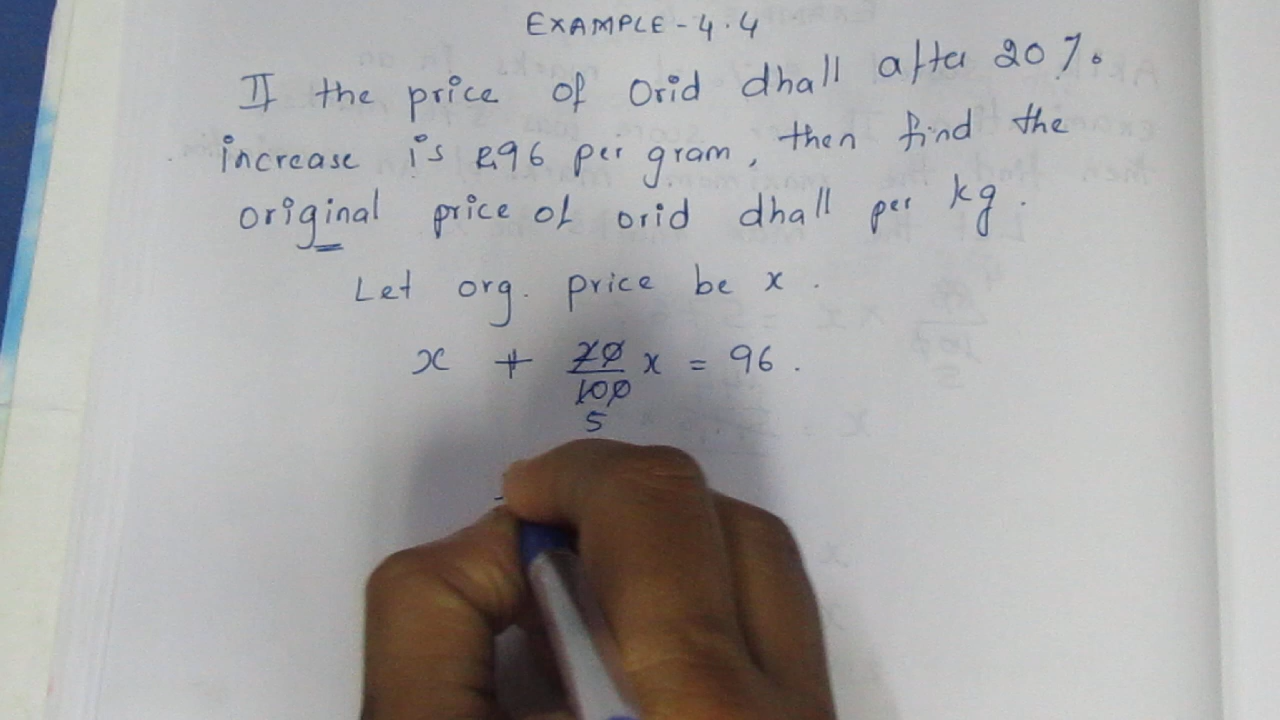 EXAMPLE - 4.4
If the price of Orid dhall after 20%
increase is ₹96 per gram, then find the
original price of orid dhall per kg.
Let org. price be x.
x + 20/100 x = 96.
5